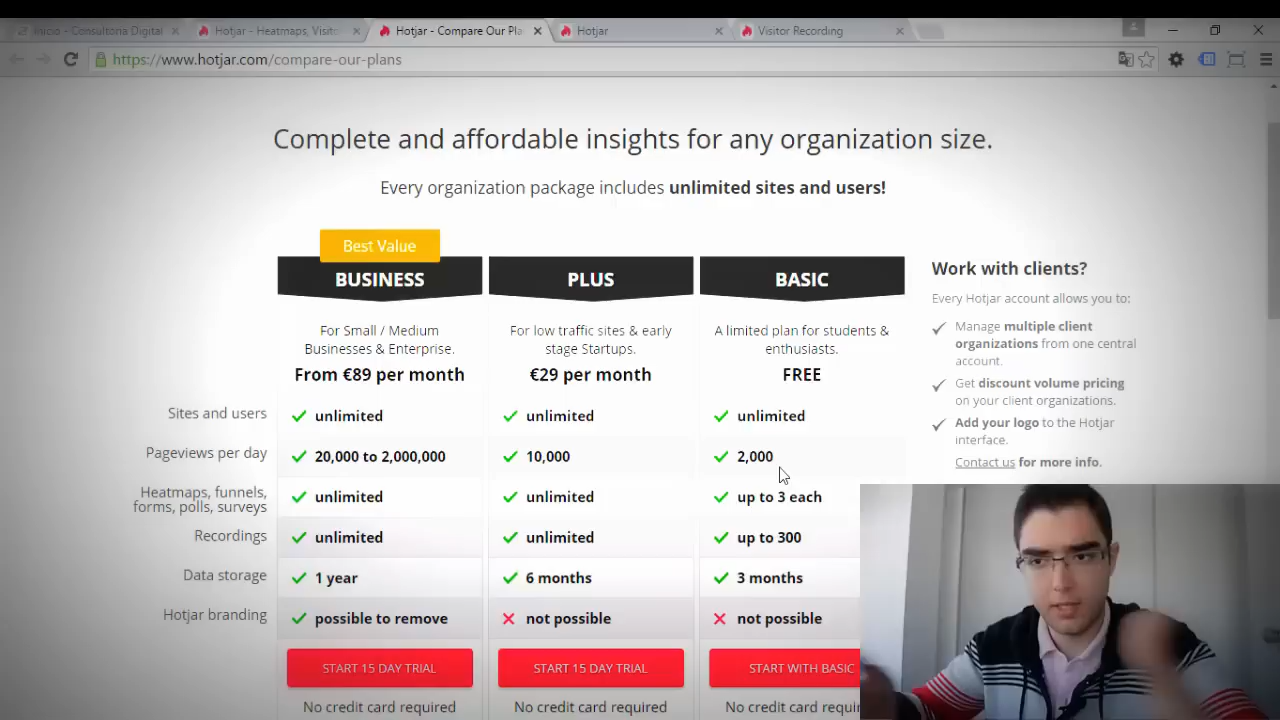 Inicio - Consultoria Digital
Hotjar - Heatmaps, Visito
Hotjar - Compare Our Pla
Hotjar
Visitor Recording
https://www.hotjar.com/compare-our-plans
Complete and affordable insights for any organization size.
Every organization package includes unlimited sites and users!
Best Value
BUSINESS PLUS BASIC
For Small / Medium
Businesses & Enterprise.
From €89 per month
For low traffic sites & early
stage Startups.
€29 per month
A limited plan for students &
enthusiasts.
FREE
Sites and users unlimited unlimited unlimited
Pageviews per day 20,000 to 2,000,000 10,000 2,000
Heatmaps, funnels,
forms, polls, surveys unlimited unlimited up to 3 each
Recordings unlimited unlimited up to 300
Data storage 1 year 6 months 3 months
Hotjar branding possible to remove not possible not possible
START 15 DAY TRIAL START 15 DAY TRIAL START WITH BASIC
No credit card required No credit card required No credit card requir
Work with clients?
Every Hotjar account allows you to:
Manage multiple client
organizations from one central
account.
Get discount volume pricing
on your client organizations.
Add your logo to the Hotjar
interface.
Contact us for more info.